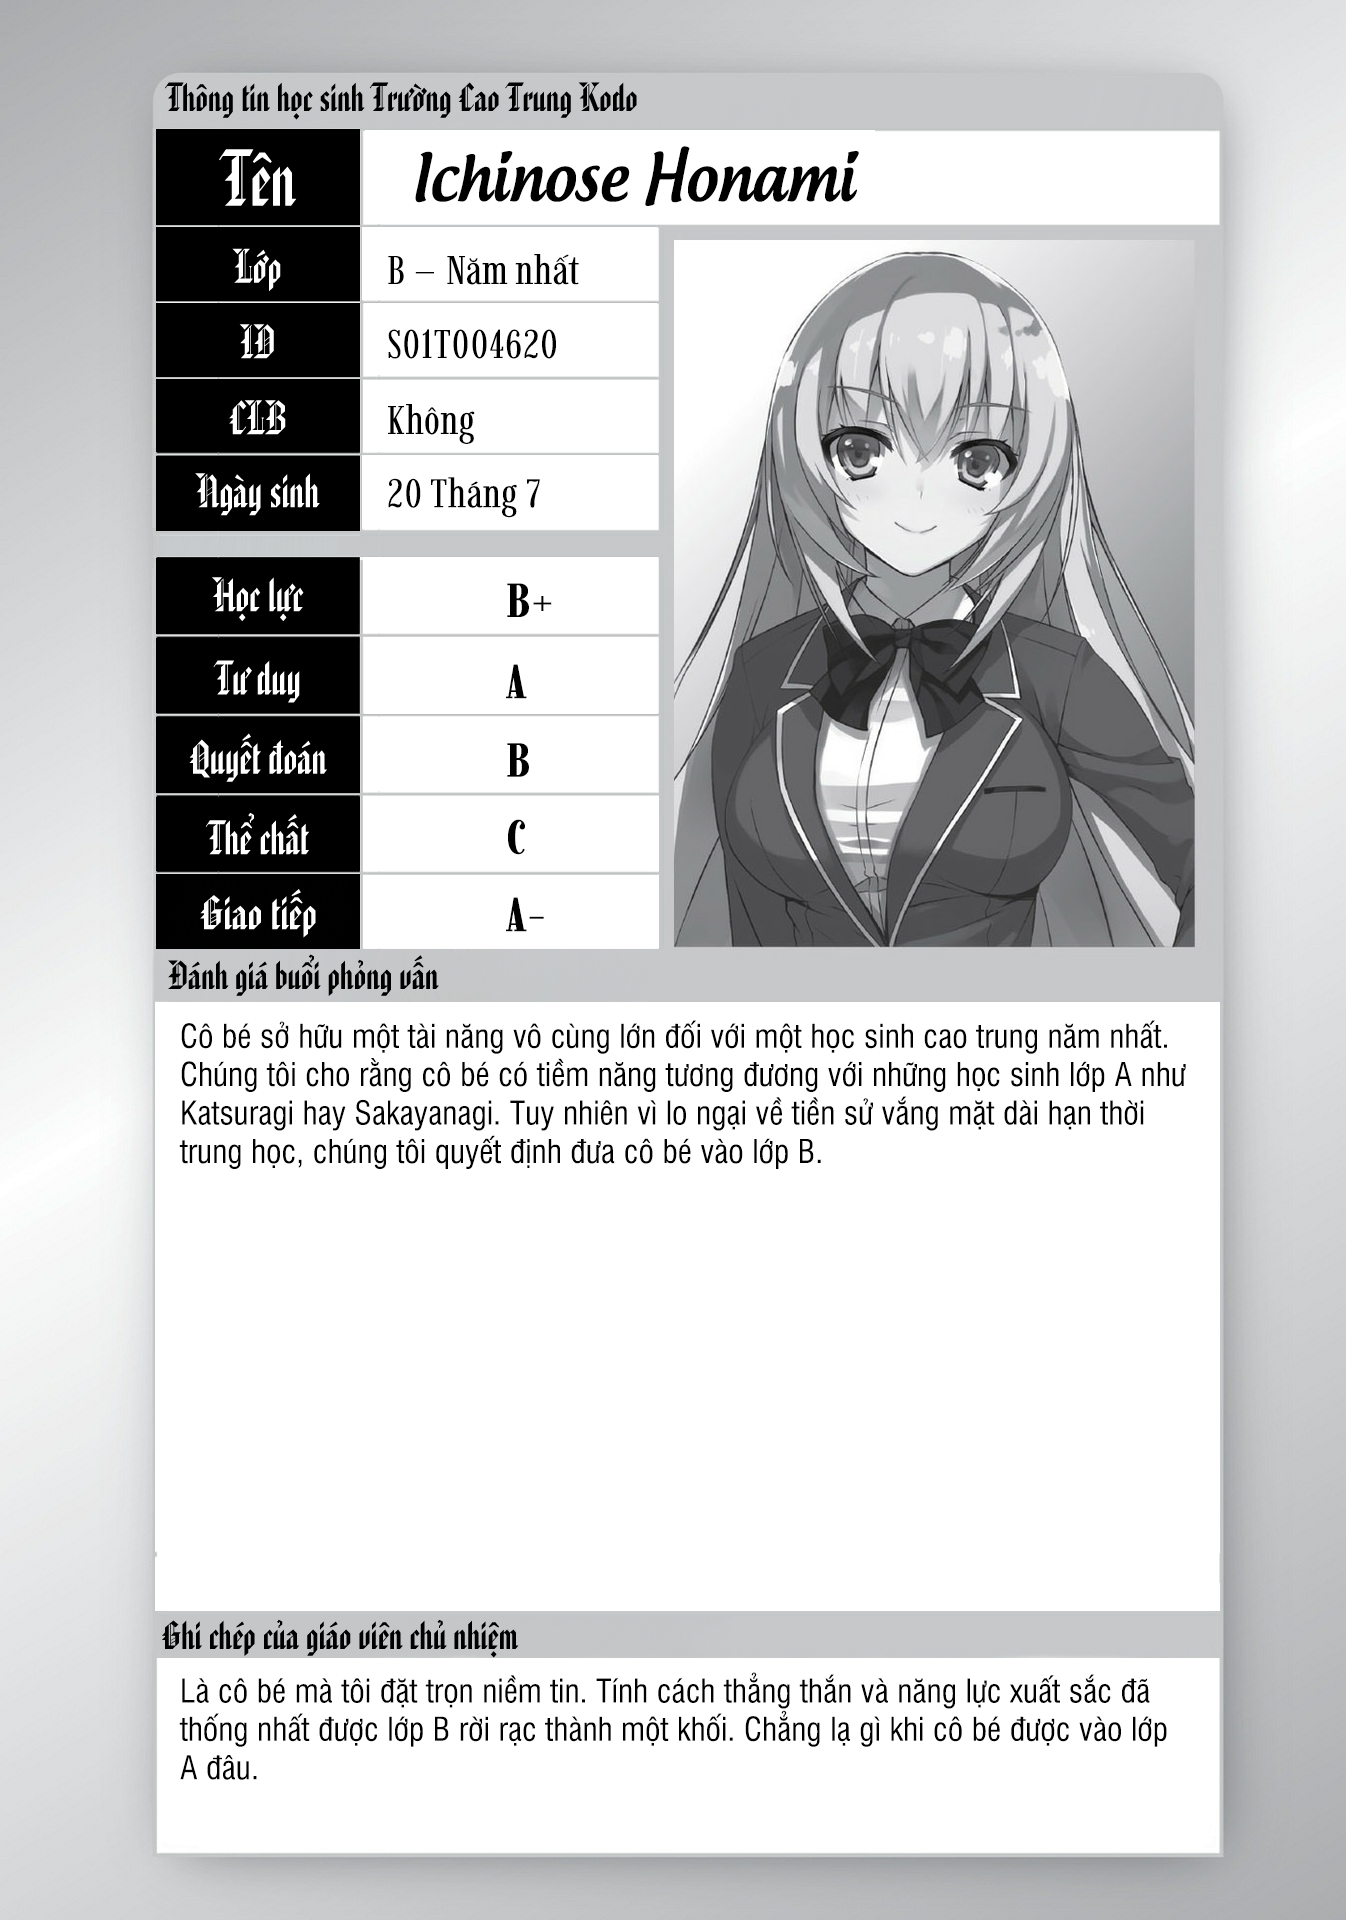 Thông tin học sinh Trường Cao Trung Kodo
Tên Ichinose Honami
Lớp B – Năm nhất
ID S01T004620
CLB Không
Ngày sinh 20 Tháng 7
Học lực B+
Tư duy A
Quyết đoán B
Thể chất C
Giao tiếp A-
Đánh giá buổi phỏng vấn
Cô bé sở hữu một tài năng vô cùng lớn đối với một học sinh cao trung năm nhất.
Chúng tôi cho rằng cô bé có tiềm năng tương đương với những học sinh lớp A như
Katsuragi hay Sakayanagi. Tuy nhiên vì lo ngại về tiền sử vắng mặt dài hạn thời
trung học, chúng tôi quyết định đưa cô bé vào lớp B.
Ghi chép của giáo viên chủ nhiệm
Là cô bé mà tôi đặt trọn niềm tin. Tính cách thẳng thắn và năng lực xuất sắc đã
thống nhất được lớp B rời rạc thành một khối. Chẳng lạ gì khi cô bé được vào lớp
A đâu.